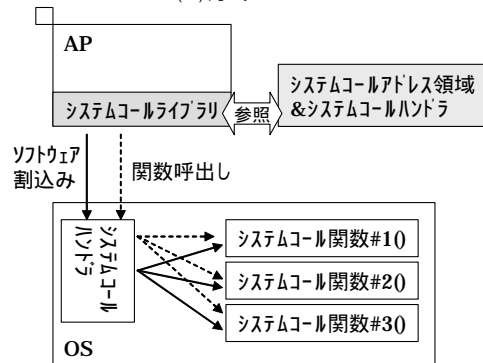 AP
システムコールライブラリ
参照
システムコールアドレス領域
&システムコールハンドラ
ソフトウェア
割込み
関数呼出し
システムコール
ハンドラ
システムコール関数#1()
システムコール関数#2()
システムコール関数#3()
OS